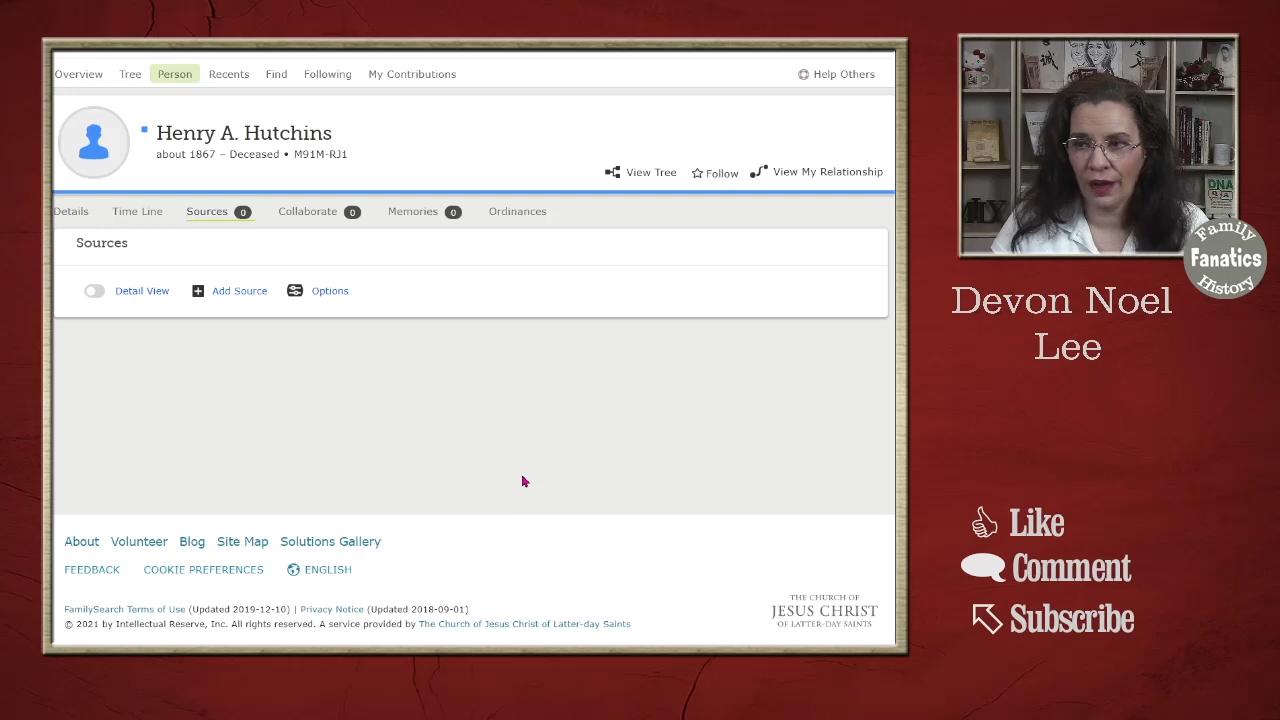 Overview Tree Person Recents Find Following My Contributions Help Others
Henry A. Hutchins
about 1867 – Deceased • M91M-RJ1
View Tree Follow View My Relationship
Details Time Line Sources 0 Collaborate 0 Memories 0 Ordinances
Sources
Detail View Add Source Options
About Volunteer Blog Site Map Solutions Gallery
FEEDBACK COOKIE PREFERENCES ENGLISH
FamilySearch Terms of Use (Updated 2019-12-10) | Privacy Notice (Updated 2018-09-01)
© 2021 by Intellectual Reserve, Inc. All rights reserved. A service provided by The Church of Jesus Christ of Latter-day Saints
THE CHURCH OF
JESUS CHRIST
OF LATTER-DAY SAINTS
DNA
Q&A
Family
Fanatics
History
Devon Noel
Lee
Like
Comment
Subscribe